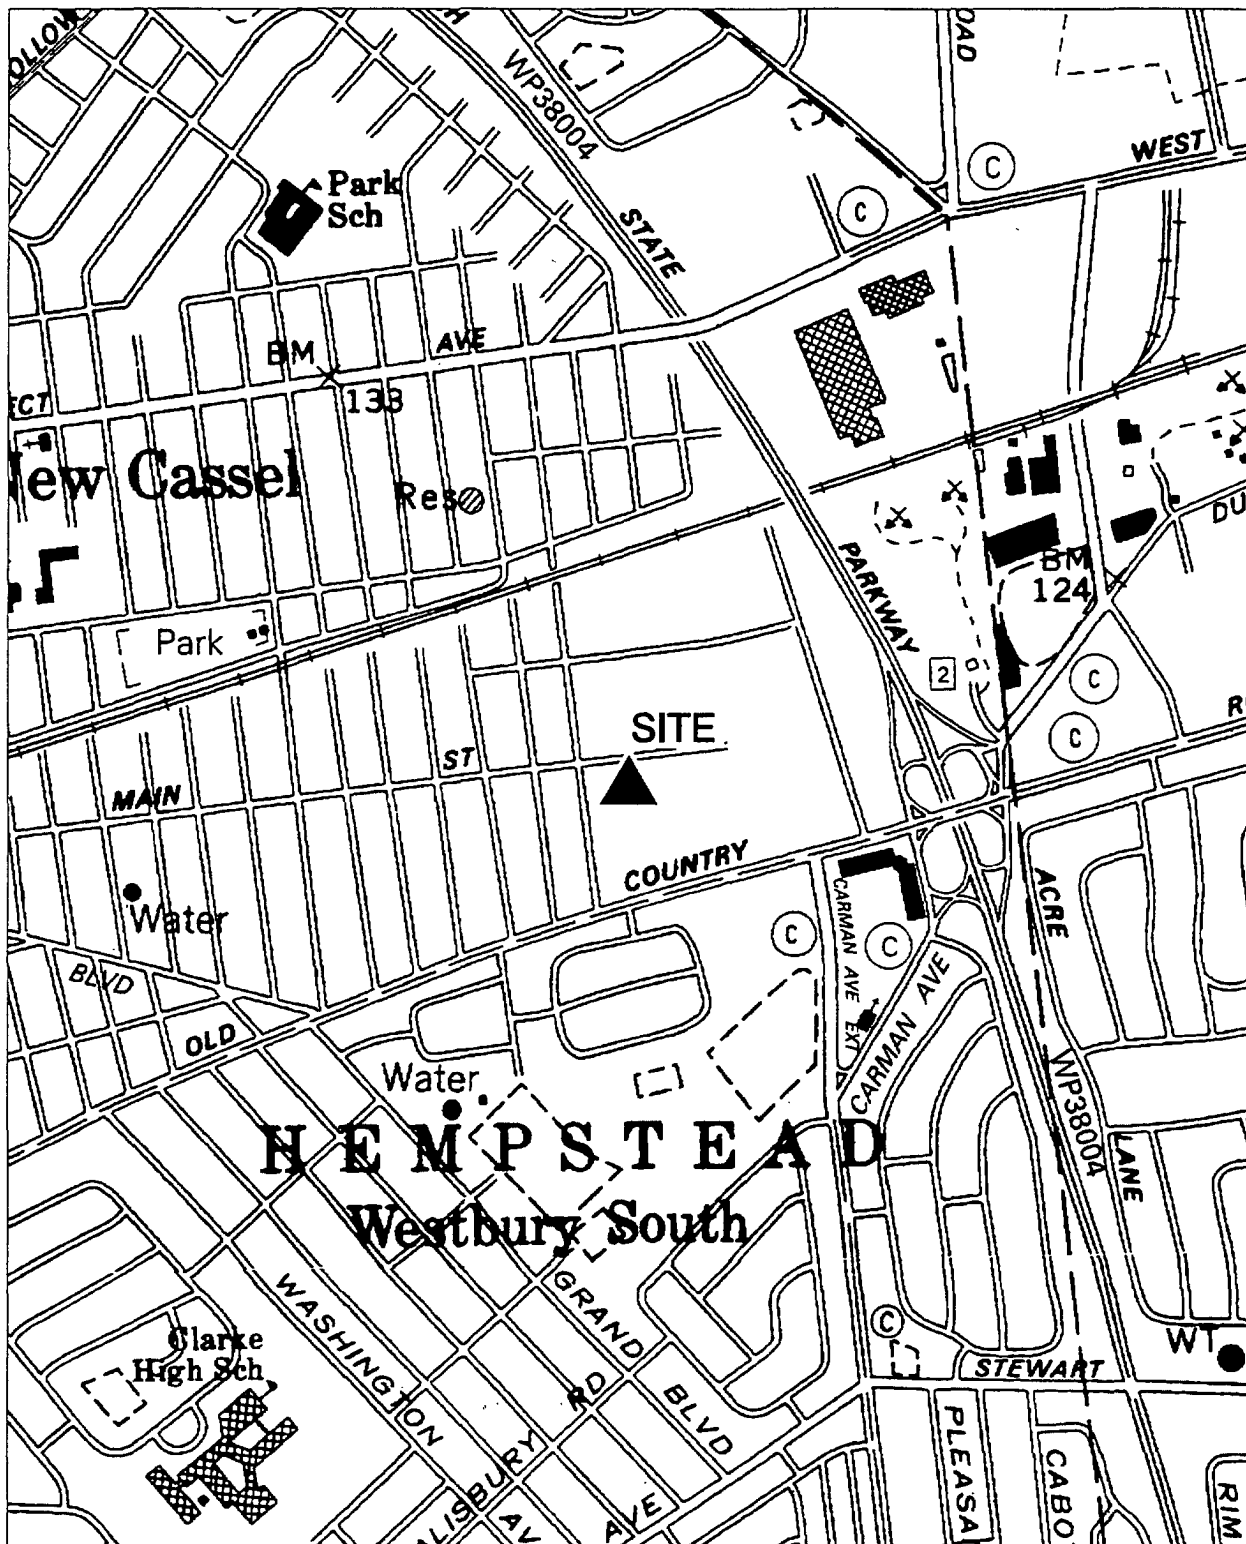 OLLOW
H
WP38004
OAD
C
WEST
Park
Sch
C
STATE
AVE
BM
133
ECT
New Cassel
Res
DU
PARKWAY
BM
124
Park
2
C
C
R
SITE
ST
MAIN
COUNTRY
Water
CARMAN AVE EXT
C
C
ACRE
BLVD
OLD
CARMAN AVE
Water
WP38004
HEMPSTEAD
LANE
Westbury South
WASHINGTON
GRAND
BLVD
C
Clarke
High Sch
WT
STEWART
RD
ALISBURY
AV
AVE
PLEASA
CABO
RIM